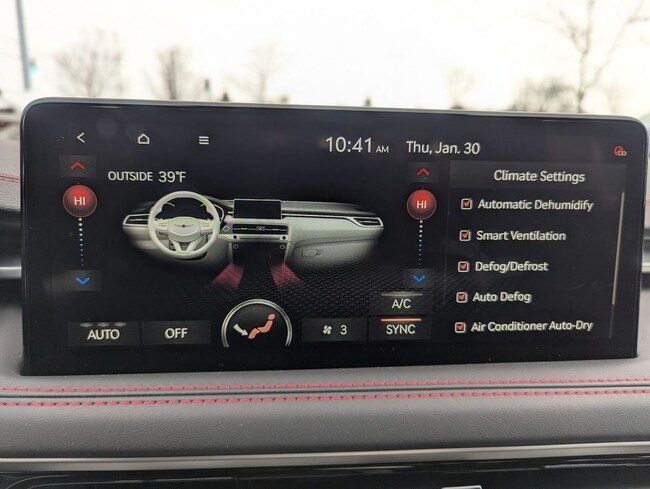 10:41 AM Thu, Jan. 30
OUTSIDE 39°F
HI
HI
Climate Settings
Automatic Dehumidify
Smart Ventilation
Defog/Defrost
Auto Defog
Air Conditioner Auto-Dry
A/C
AUTO
OFF
3
SYNC